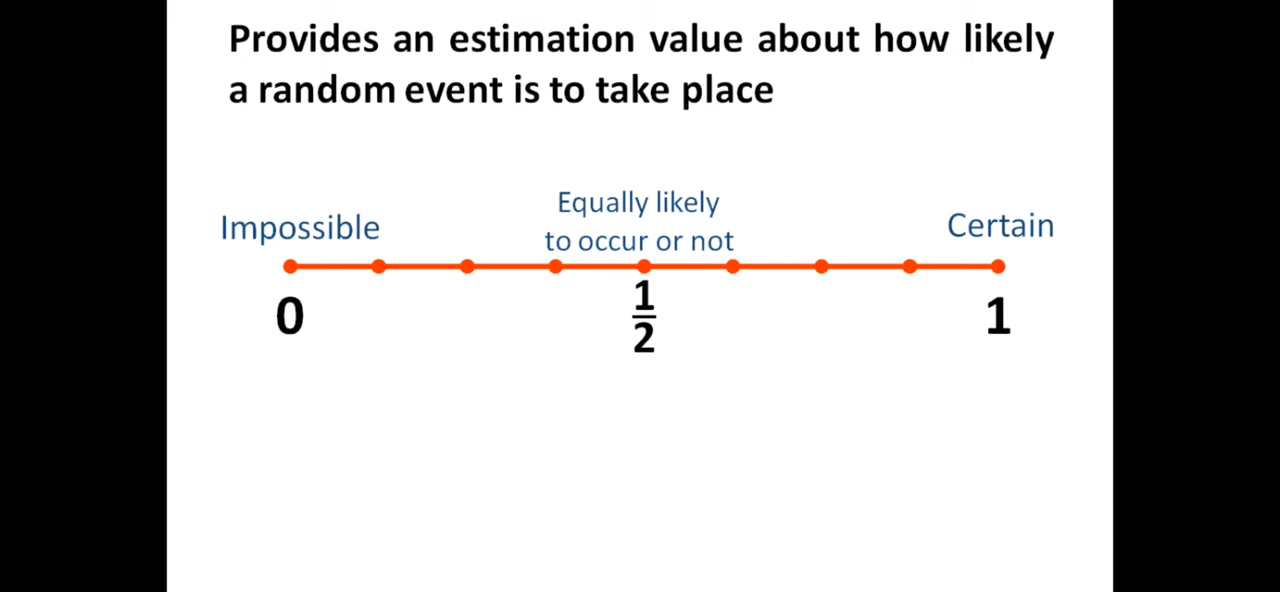 Provides an estimation value about how likely
a random event is to take place
Impossible
Equally likely
to occur or not
Certain
0
1
2
1